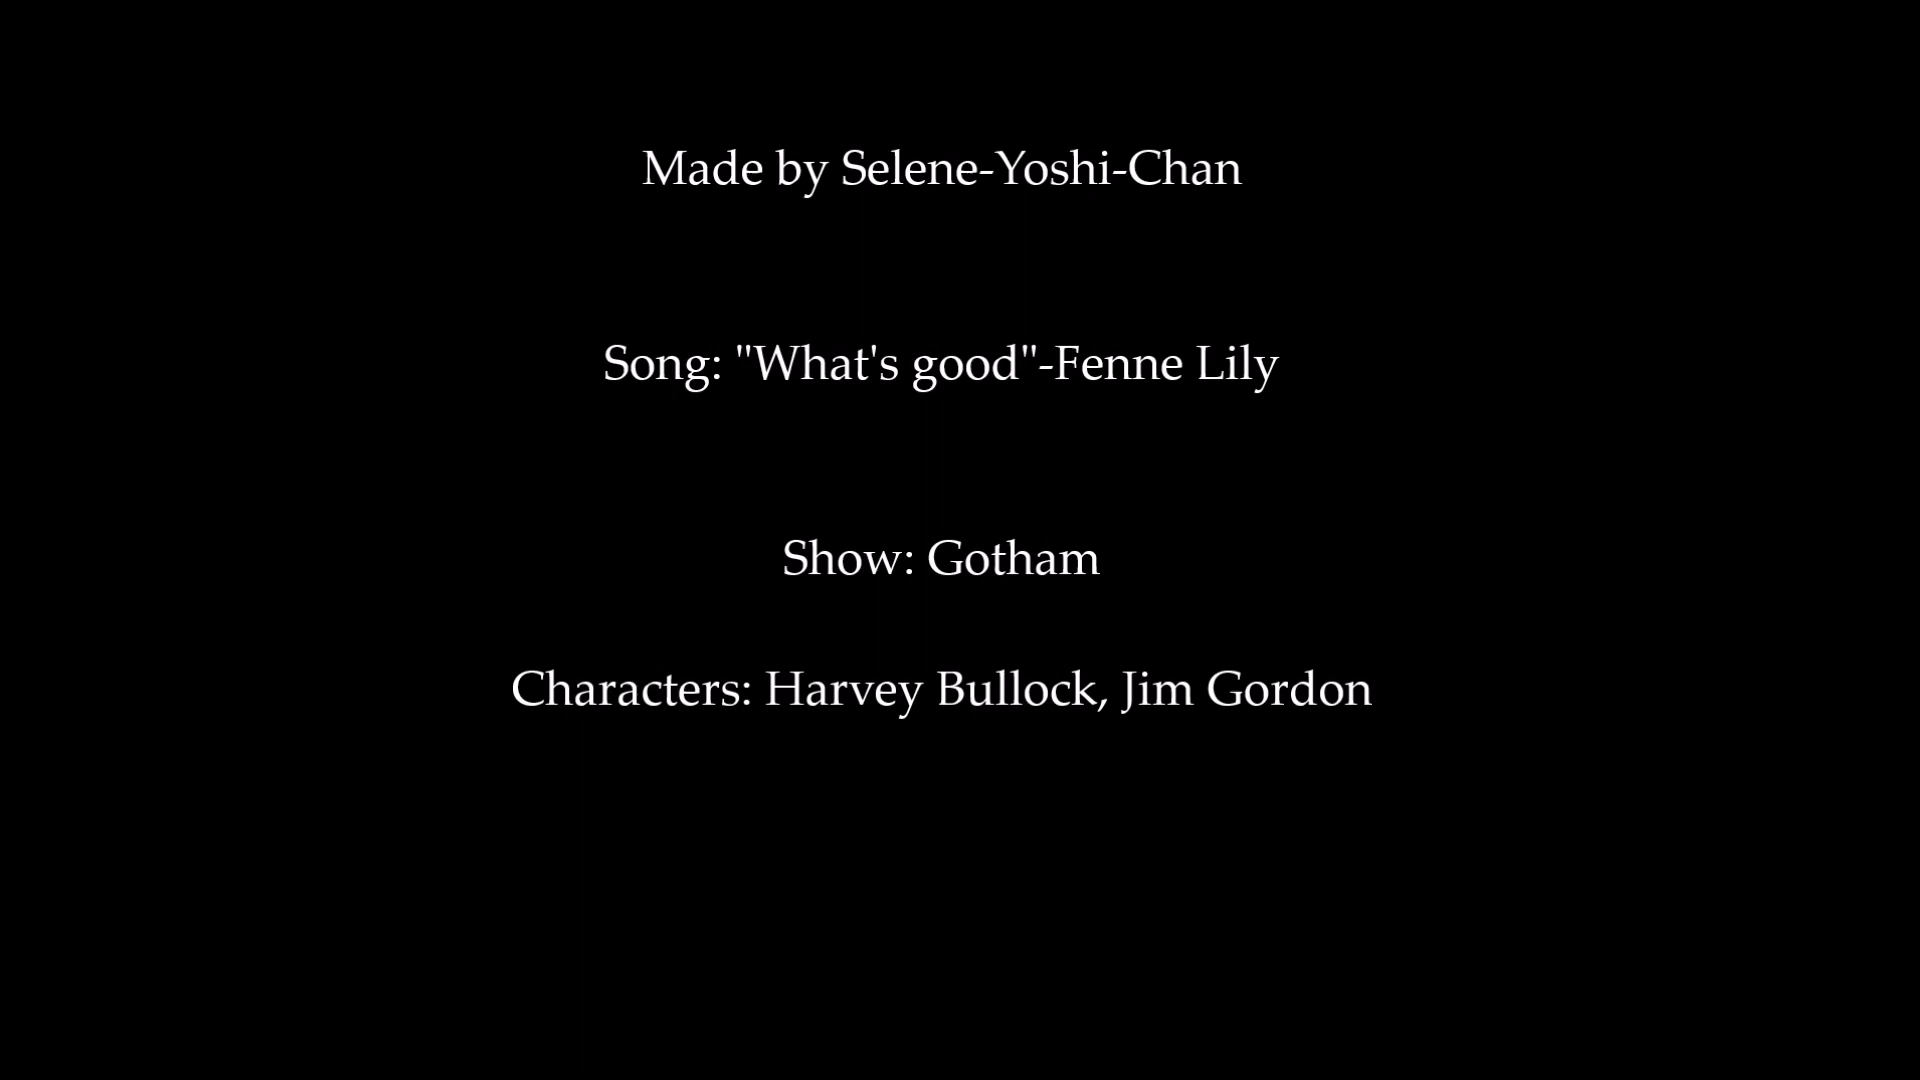 Made by Selene-Yoshi-Chan
Song: "What's good"-Fenne Lily
Show: Gotham
Characters: Harvey Bullock, Jim Gordon